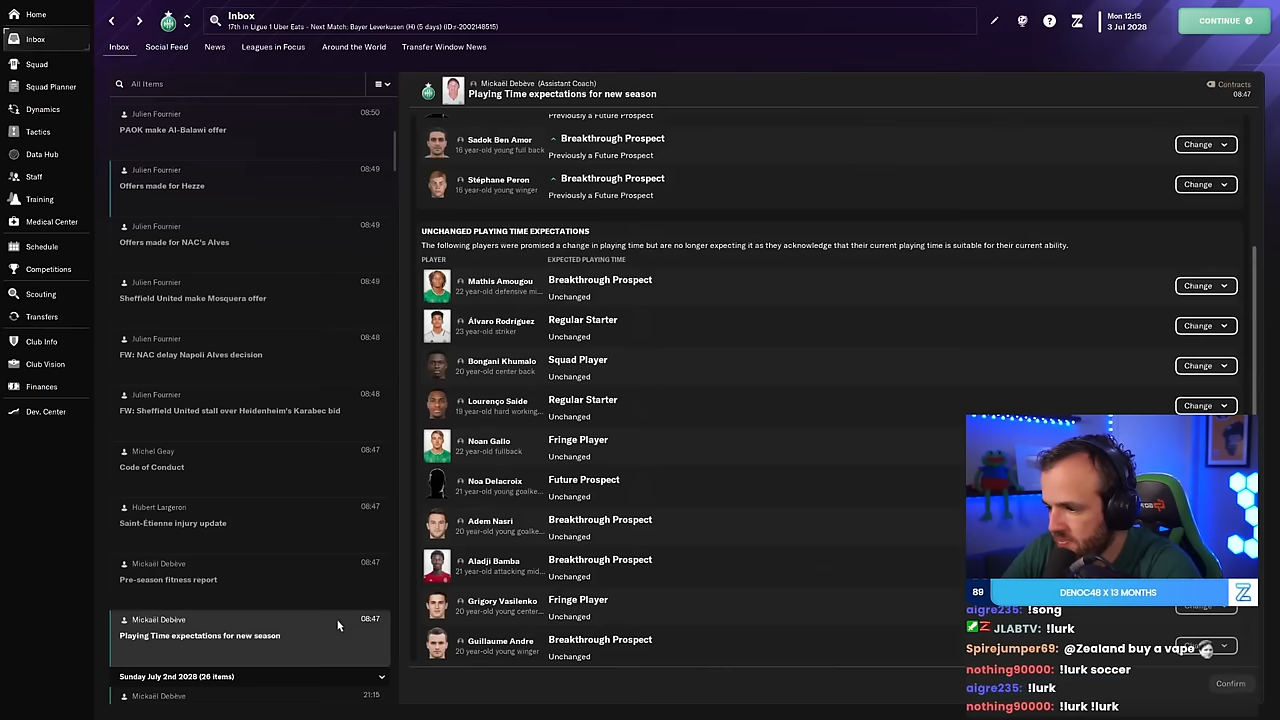 Home
Inbox
Squad
Squad Planner
Dynamics
Tactics
Data Hub
Staff
Training
Medical Center
Schedule
Competitions
Scouting
Transfers
Club Info
Club Vision
Finances
Dev. Center
Inbox
17th in Ligue 1 Uber Eats - Next Match: Bayer Leverkusen (H) (5 days) (ID:r-2002148515)
Mon 12:15
3 Jul 2028
CONTINUE
Inbox
Social Feed
News
Leagues in Focus
Around the World
Transfer Window News
All Items
Julien Fournier 08:50
PAOK make Al-Balawi offer
Julien Fournier 08:49
Offers made for Hezze
Julien Fournier 08:49
Offers made for NAC's Alves
Julien Fournier 08:49
Sheffield United make Mosquera offer
Julien Fournier 08:48
FW: NAC delay Napoli Alves decision
Julien Fournier 08:48
FW: Sheffield United stall over Heidenheim's Karabec bid
Michel Geay 08:47
Code of Conduct
Hubert Largeron 08:47
Saint-Étienne injury update
Mickaël Debève 08:47
Pre-season fitness report
Mickaël Debève 08:47
Playing Time expectations for new season
Sunday July 2nd 2028 (26 items)
Mickaël Debève 21:15
Mickaël Debève (Assistant Coach)
Playing Time expectations for new season
Contracts
08:47
Previously a Future Prospect
Sadok Ben Amor
16 year-old young full back
Breakthrough Prospect
Previously a Future Prospect
Change
Stéphane Peron
16 year-old young winger
Breakthrough Prospect
Previously a Future Prospect
Change
UNCHANGED PLAYING TIME EXPECTATIONS
The following players were promised a change in playing time but are no longer expecting it as they acknowledge that their current playing time is suitable for their current ability.
PLAYER EXPECTED PLAYING TIME
Mathis Amougou
22 year-old defensive mi...
Breakthrough Prospect
Unchanged
Change
Álvaro Rodríguez
23 year-old striker
Regular Starter
Unchanged
Change
Bongani Khumalo
20 year-old center back
Squad Player
Unchanged
Change
Lourenço Saide
19 year-old hard working...
Regular Starter
Unchanged
Change
Noan Gallo
22 year-old fullback
Fringe Player
Unchanged
Noa Delacroix
21 year-old young goalke...
Future Prospect
Unchanged
Adem Nasri
20 year-old young goalke...
Breakthrough Prospect
Unchanged
Aladji Bamba
21 year-old attacking mid...
Breakthrough Prospect
Unchanged
Grigory Vasilenko
20 year-old young center...
Fringe Player
Unchanged
Guillaume Andre
20 year-old young winger
Breakthrough Prospect
Unchanged
Confirm
89 DENOC48 X 13 MONTHS
aigre235: !song
JLABTV: !lurk
Spirejumper69: @Zealand buy a vape
nothing90000: !lurk soccer
aigre235: !lurk
nothing90000: !lurk !lurk